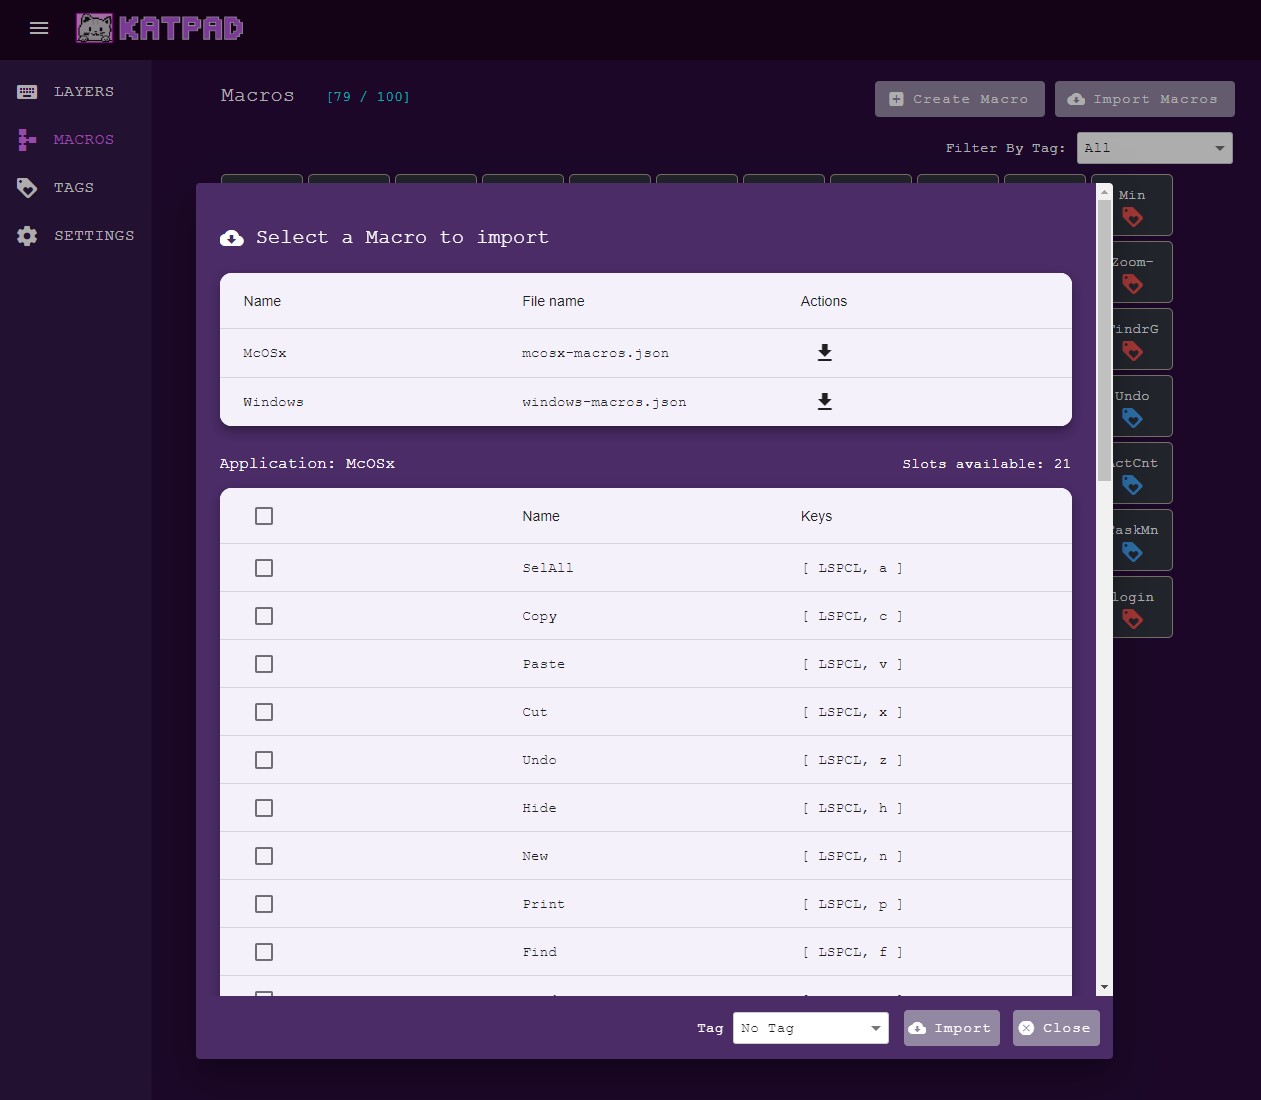 KATPAD
LAYERS
MACROS
TAGS
SETTINGS
Macros [79 / 100]
Create Macro
Import Macros
Filter By Tag: All
Min
Zoom-
FindrG
Undo
ActCnt
TaskMn
login
Select a Macro to import
Name File name Actions
McOSx mcosx-macros.json
Windows windows-macros.json
Application: McOSx Slots available: 21
Name Keys
SelAll [ LSPCL, a ]
Copy [ LSPCL, c ]
Paste [ LSPCL, v ]
Cut [ LSPCL, x ]
Undo [ LSPCL, z ]
Hide [ LSPCL, h ]
New [ LSPCL, n ]
Print [ LSPCL, p ]
Find [ LSPCL, f ]
Tag No Tag Import Close